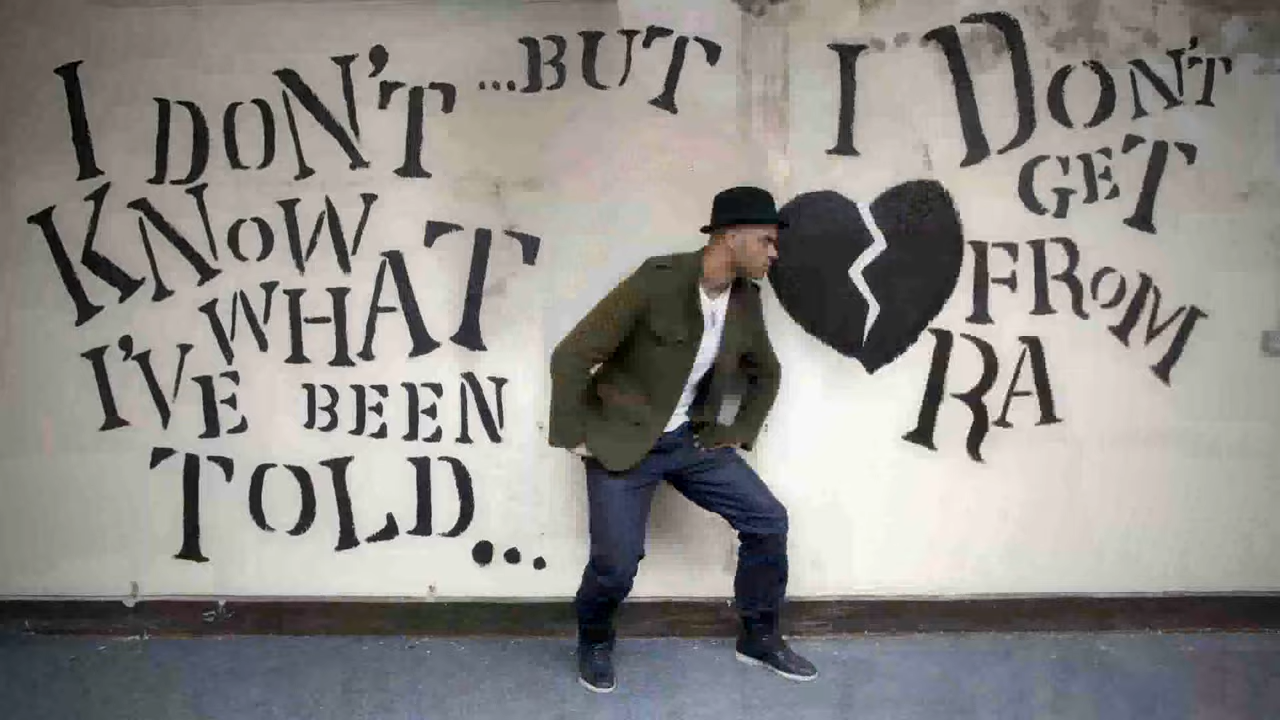 I DON'T
KNOW
WHAT
I'VE BEEN
TOLD...
...BUT
I DON'T
GET
FROM
RA